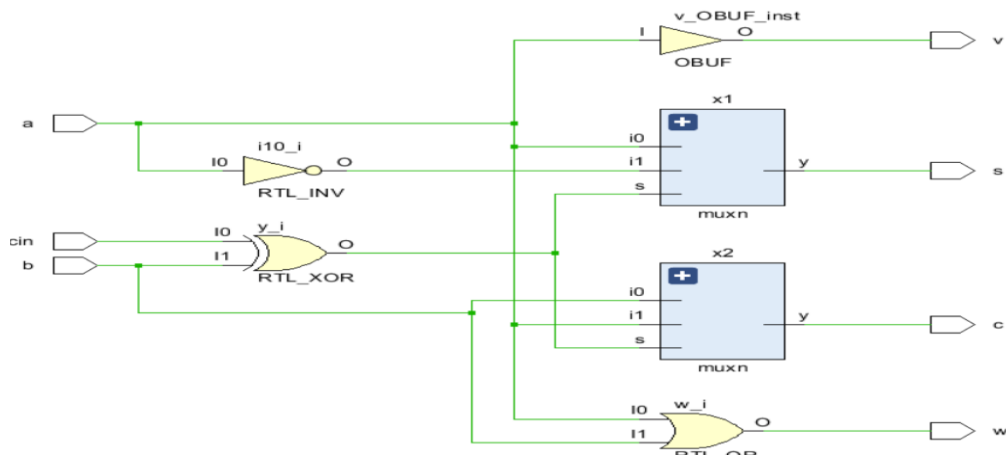 v_OBUF_inst
I
O
v
OBUF
x1
a
i0
i10_i
I0
O
i1
y
s
RTL_INV
s
muxn
y_i
cin
I0
O
b
I1
RTL_XOR
x2
i0
i1
y
c
s
muxn
w_i
I0
O
w
I1
RTL_OR